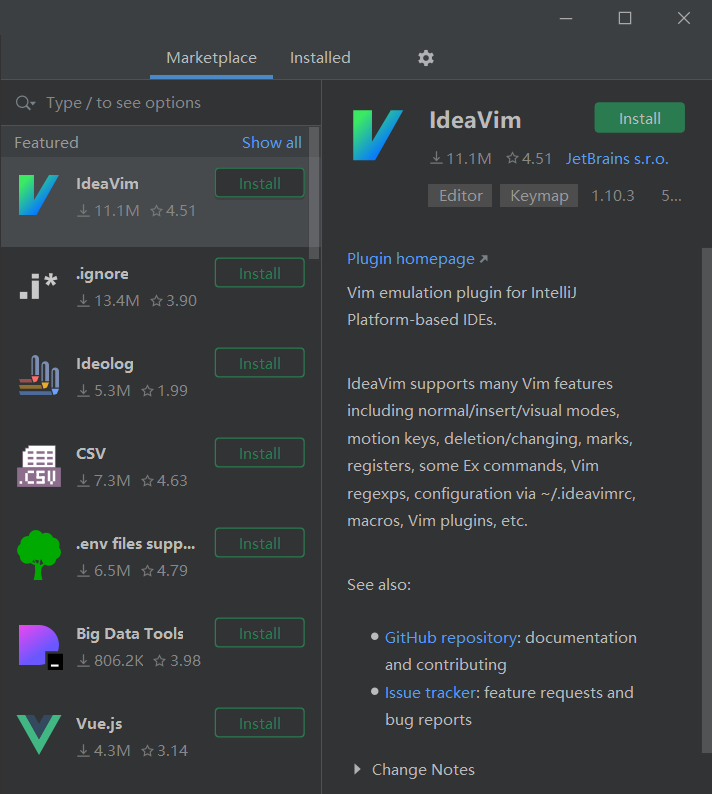 Marketplace Installed
Type / to see options
Featured Show all
IdeaVim Install
11.1M 4.51
.i*
.ignore Install
13.4M 3.90
Ideolog Install
5.3M 1.99
.CSV
CSV Install
7.3M 4.63
.env files supp... Install
6.5M 4.79
Big Data Tools Install
806.2K 3.98
Vue.js Install
4.3M 3.14
IdeaVim Install
11.1M 4.51 JetBrains s.r.o.
Editor Keymap 1.10.3 5...
Plugin homepage
Vim emulation plugin for IntelliJ
Platform-based IDEs.
IdeaVim supports many Vim features
including normal/insert/visual modes,
motion keys, deletion/changing, marks,
registers, some Ex commands, Vim
regexps, configuration via ~/.ideavimrc,
macros, Vim plugins, etc.
See also:
GitHub repository: documentation
and contributing
Issue tracker: feature requests and
bug reports
Change Notes